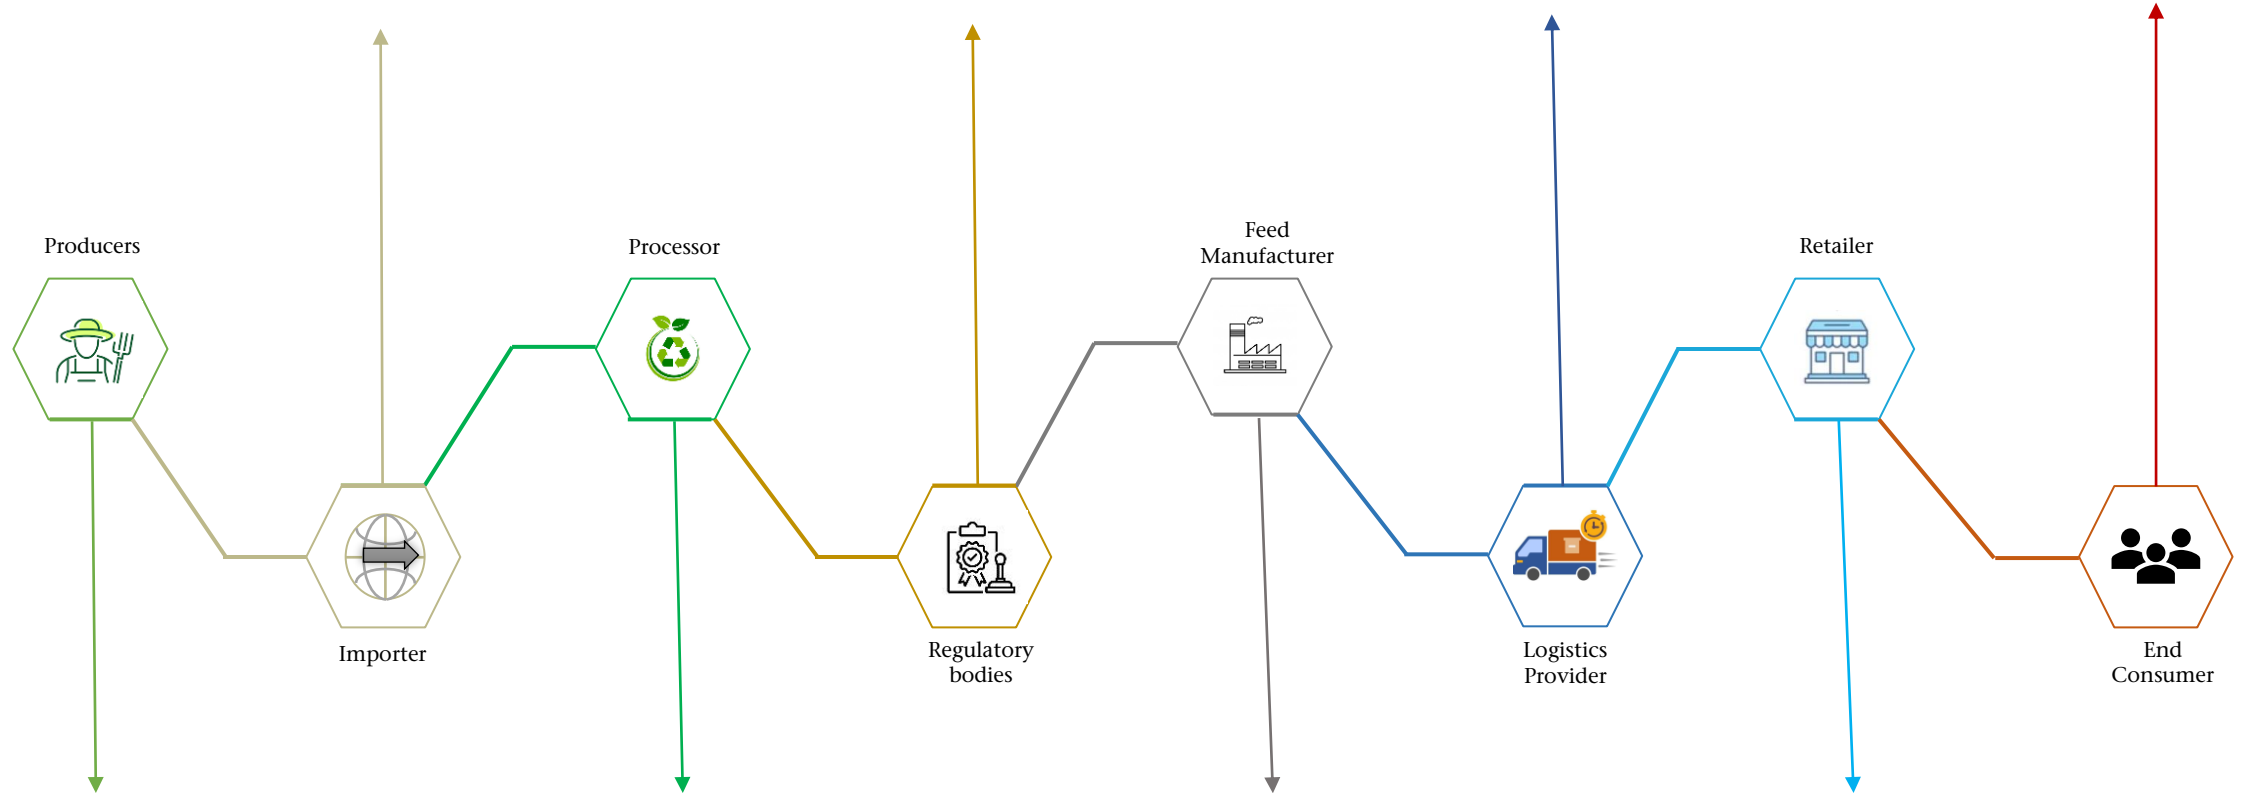 Producers
Importer
Processor
Regulatory
bodies
Feed
Manufacturer
Logistics
Provider
Retailer
End
Consumer